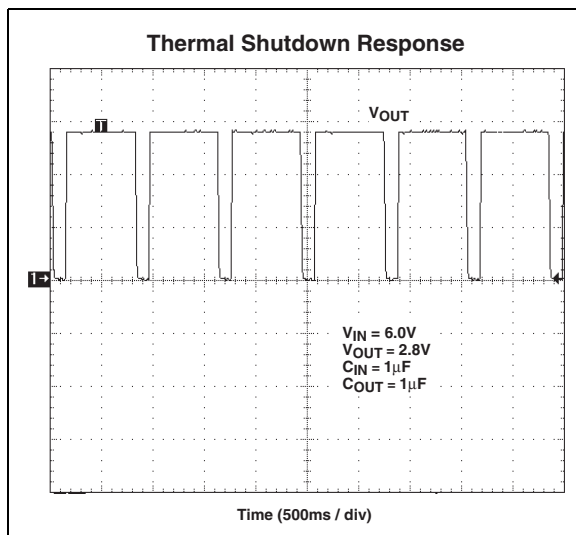 Thermal Shutdown Response
T
VOUT
1→
VIN = 6.0V
VOUT = 2.8V
CIN = 1μF
COUT = 1μF
Time (500ms / div)